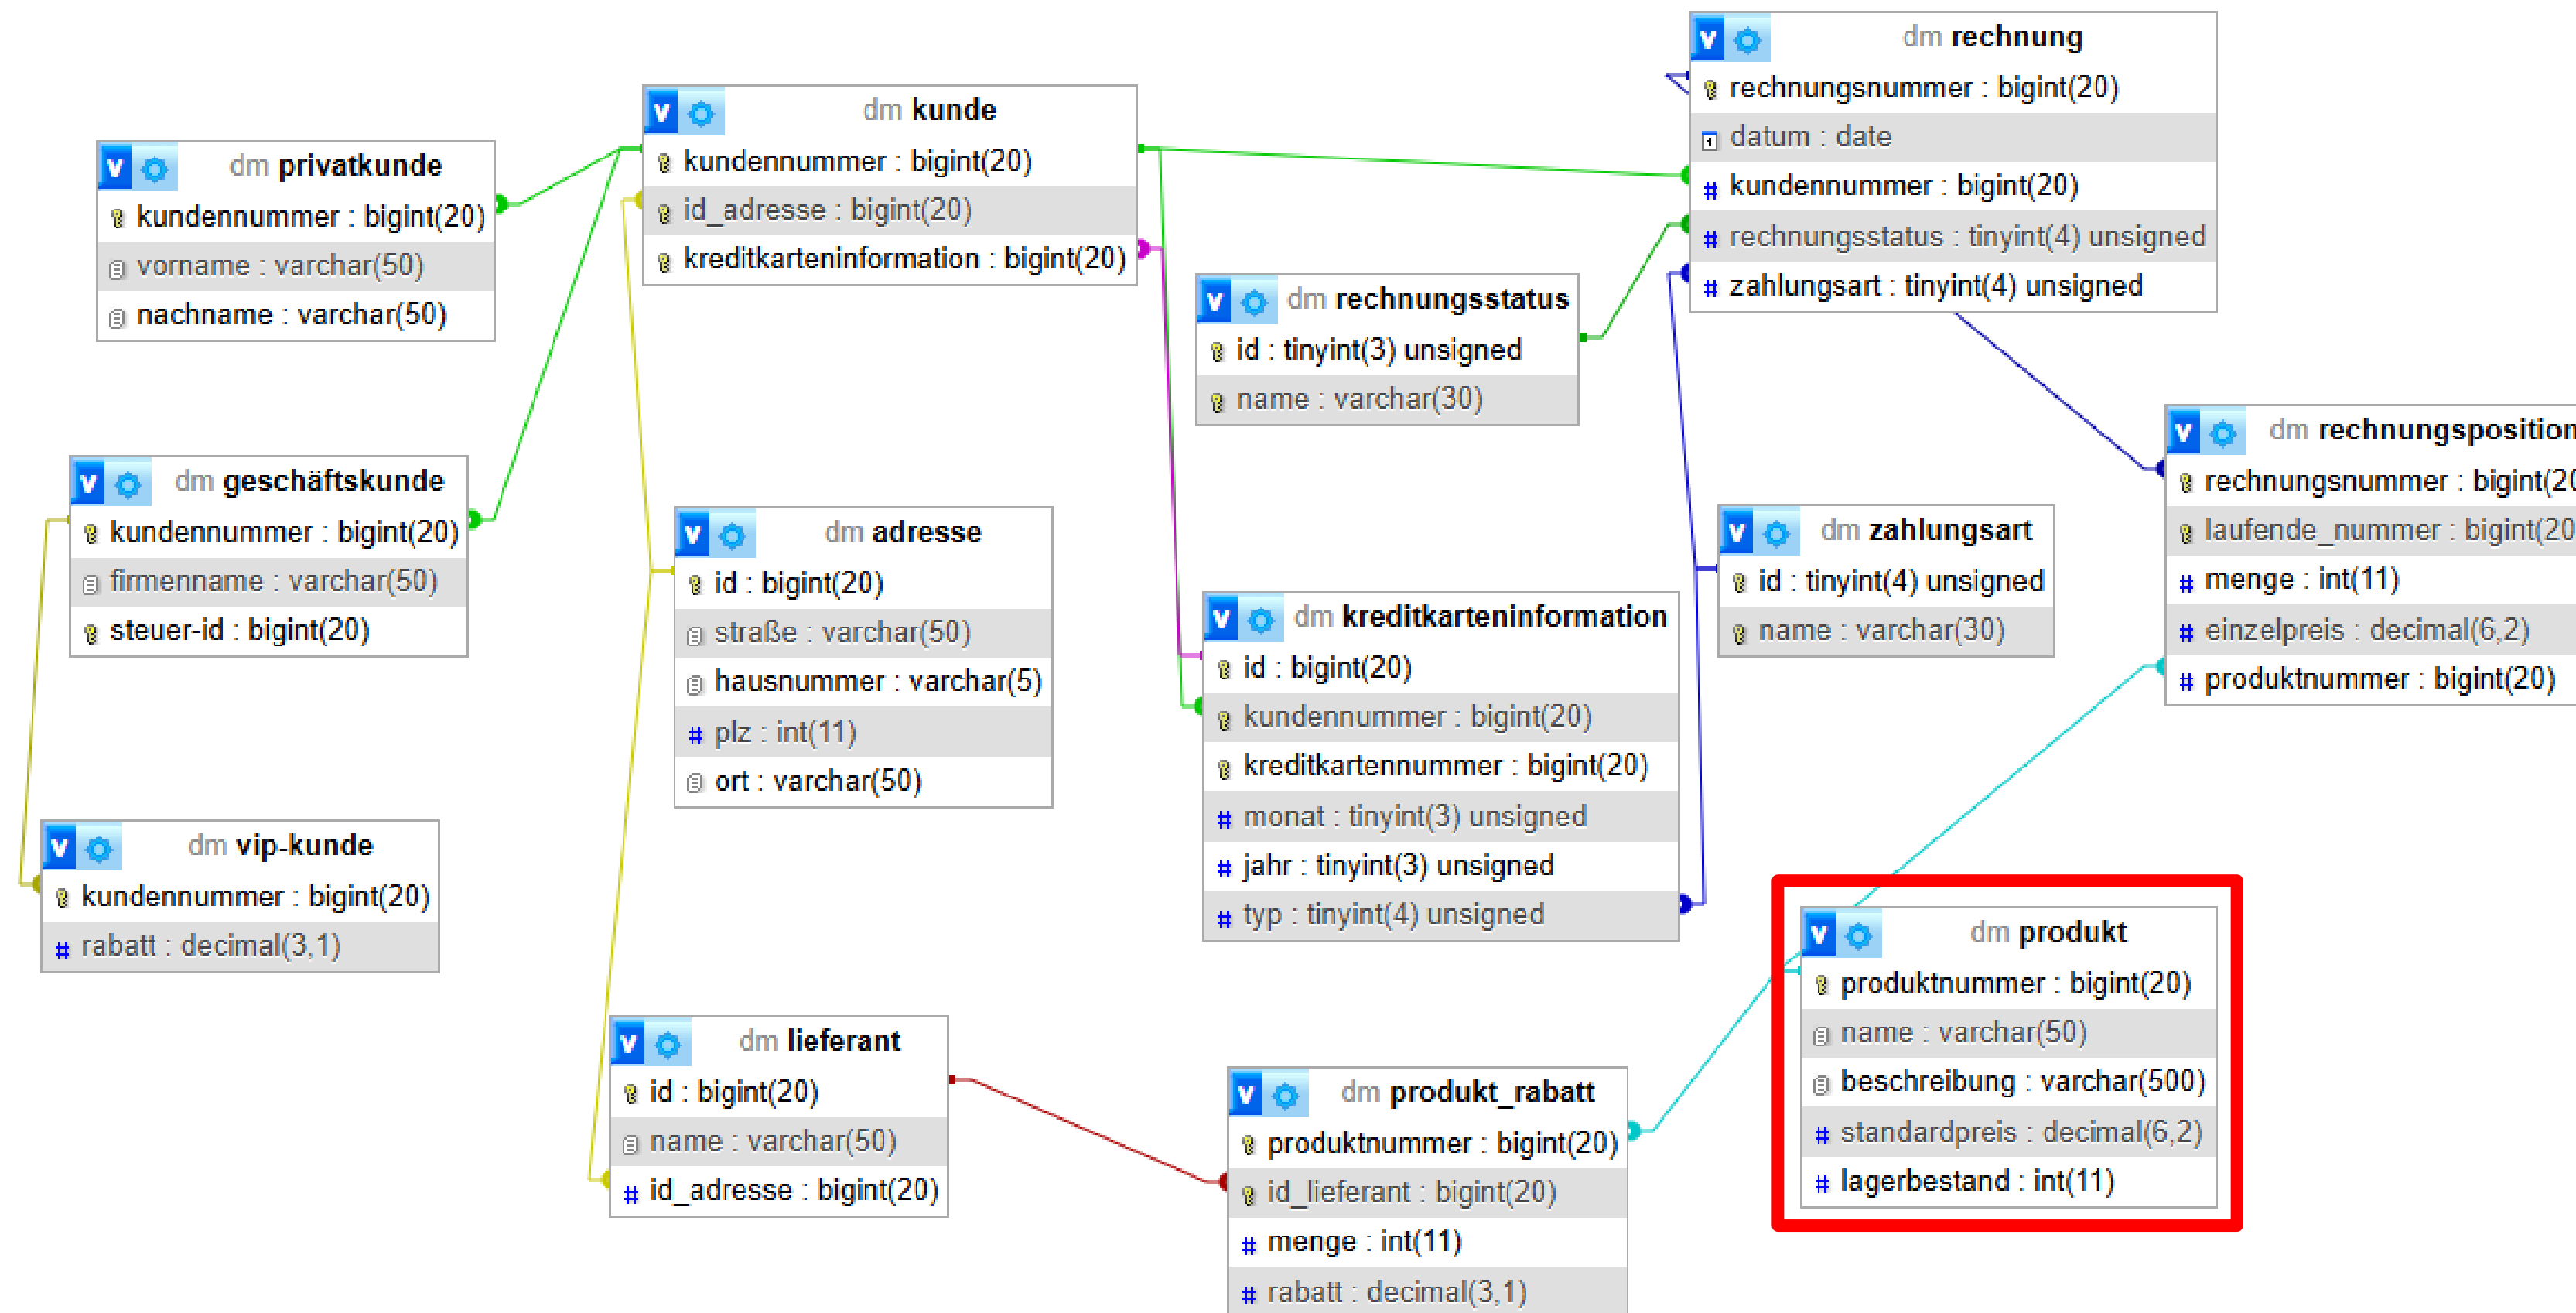 dm rechnung
rechnungsnummer : bigint(20)
datum : date
kundennummer : bigint(20)
rechnungsstatus : tinyint(4) unsigned
zahlungsart : tinyint(4) unsigned
dm kunde
kundennummer : bigint(20)
id_adresse : bigint(20)
kreditkarteninformation : bigint(20)
dm privatkunde
kundennummer : bigint(20)
vorname : varchar(50)
nachname : varchar(50)
dm rechnungsstatus
id : tinyint(3) unsigned
name : varchar(30)
dm rechnungsposition
rechnungsnummer : bigint(20
laufende_nummer : bigint(20
menge : int(11)
einzelpreis : decimal(6,2)
produktnummer : bigint(20)
dm geschäftskunde
kundennummer : bigint(20)
firmenname : varchar(50)
steuer-id : bigint(20)
dm adresse
id : bigint(20)
straße : varchar(50)
hausnummer : varchar(5)
plz : int(11)
ort : varchar(50)
dm zahlungsart
id : tinyint(4) unsigned
name : varchar(30)
dm kreditkarteninformation
id : bigint(20)
kundennummer : bigint(20)
kreditkartennummer : bigint(20)
monat : tinyint(3) unsigned
jahr : tinyint(3) unsigned
typ : tinyint(4) unsigned
dm vip-kunde
kundennummer : bigint(20)
rabatt : decimal(3,1)
dm produkt
produktnummer : bigint(20)
name : varchar(50)
beschreibung : varchar(500)
standardpreis : decimal(6,2)
lagerbestand : int(11)
dm lieferant
id : bigint(20)
name : varchar(50)
id_adresse : bigint(20)
dm produkt_rabatt
produktnummer : bigint(20)
id_lieferant : bigint(20)
menge : int(11)
rabatt : decimal(3,1)